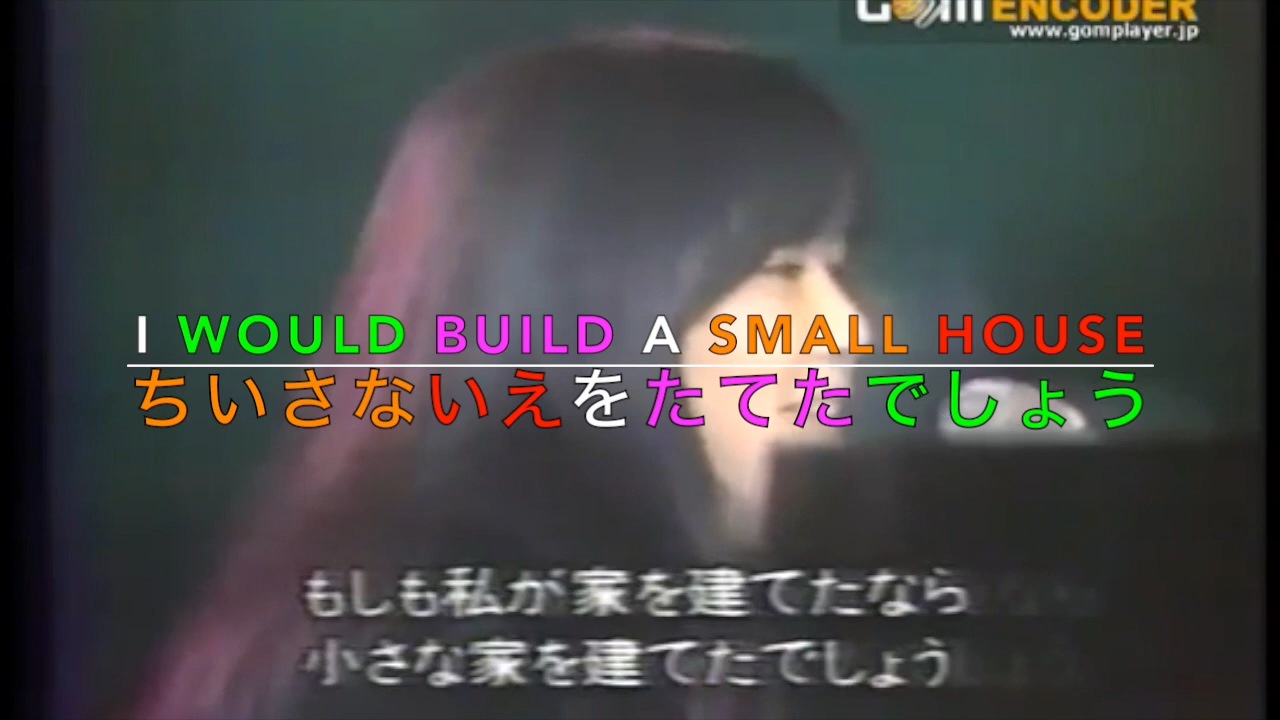 GOM ENCODER
www.gomplayer.jp
I WOULD BUILD A SMALL HOUSE
ちいさないえをたてたでしょう
もしも私が家を建てたなら
小さな家を建てたでしょう